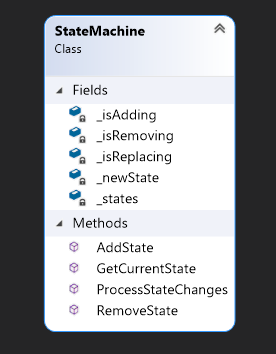 StateMachine
Class
Fields
_isAdding
_isRemoving
_isReplacing
_newState
_states
Methods
AddState
GetCurrentState
ProcessStateChanges
RemoveState